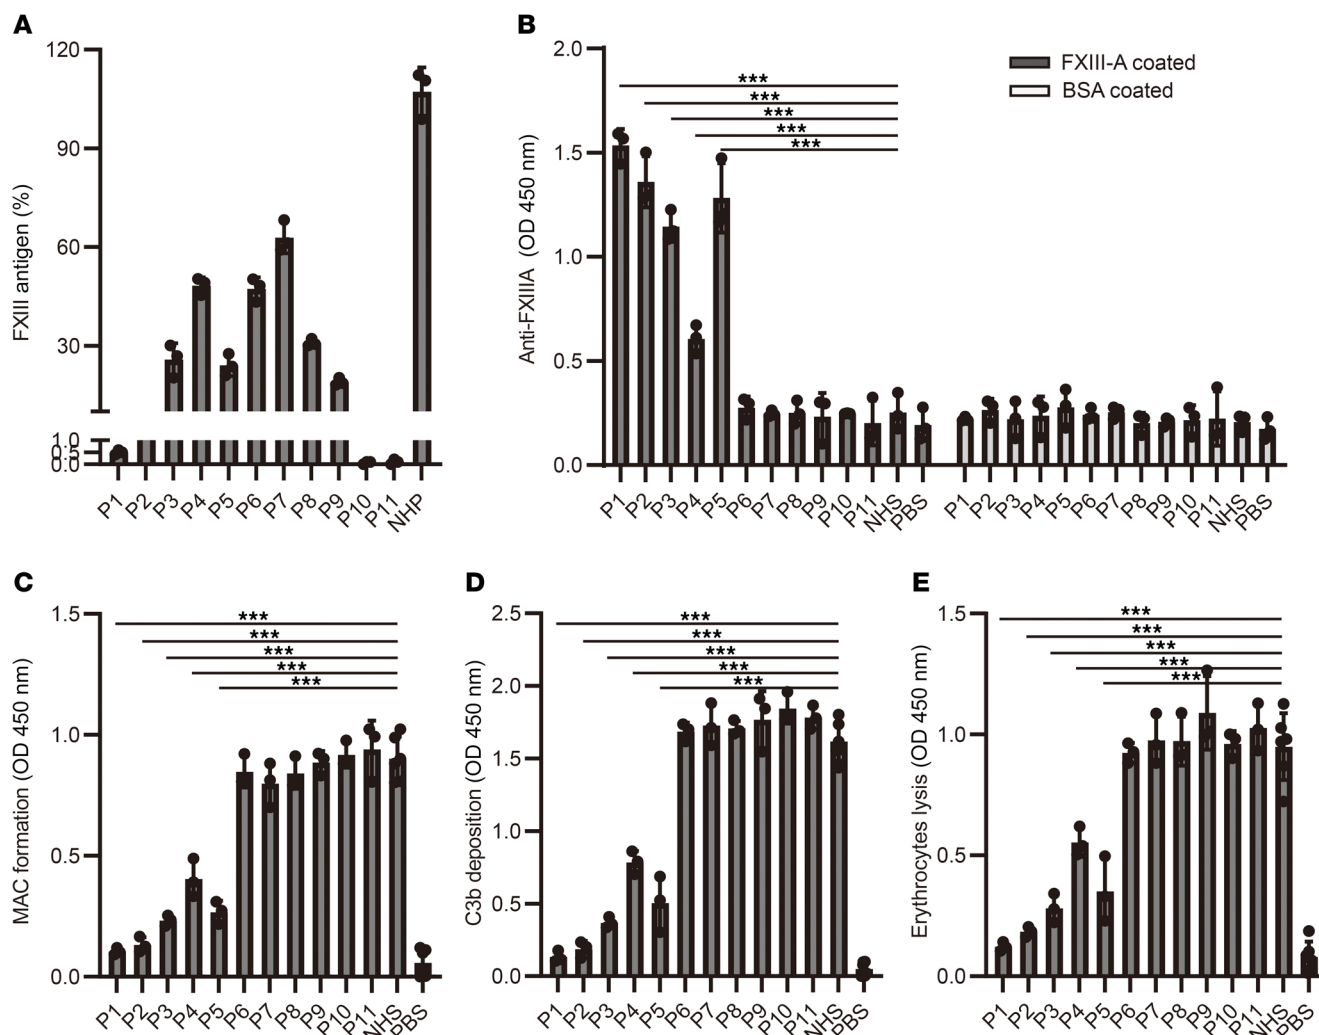 A
FXIII antigen (%)
120
90
60
30
1.0
0.5
0.0
P1 P2 P3 P4 P5 P6 P7 P8 P9 P10 P11 NHP
B
Anti-FXIIIA (OD 450 nm)
2.0
1.5
1.0
0.5
0.0
***
***
***
***
***
FXIII-A coated
BSA coated
P1 P2 P3 P4 P5 P6 P7 P8 P9 P10 P11 NHS PBS P1 P2 P3 P4 P5 P6 P7 P8 P9 P10 P11 NHS PBS
C
MAC formation (OD 450 nm)
1.5
1.0
0.5
0.0
***
***
***
***
***
P1 P2 P3 P4 P5 P6 P7 P8 P9 P10 P11 NHS PBS
D
C3b deposition (OD 450 nm)
2.5
2.0
1.5
1.0
0.5
0.0
***
***
***
***
***
P1 P2 P3 P4 P5 P6 P7 P8 P9 P10 P11 NHS PBS
E
Erythrocytes lysis (OD 450 nm)
1.5
1.0
0.5
0.0
***
***
***
***
***
P1 P2 P3 P4 P5 P6 P7 P8 P9 P10 P11 NHS PBS